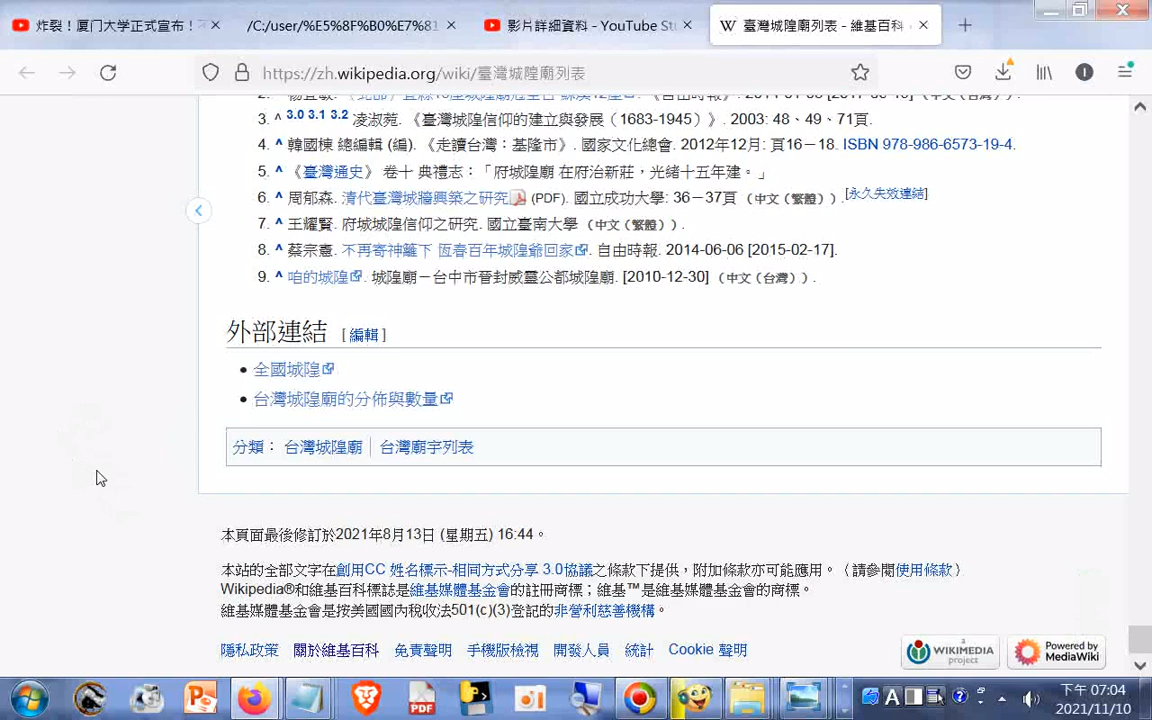 炸裂！厦门大学正式宣布！
/C:/user/%E5%8F%B0%E7%81
影片詳細資料 - YouTube St
臺灣城隍廟列表 - 維基百科
https://zh.wikipedia.org/wiki/臺灣城隍廟列表
3. ^ 3.0 3.1 3.2 凌淑菀. 《臺灣城隍信仰的建立與發展（1683-1945）》. 2003: 48、49、71頁.
4. ^ 韓國棟 總編輯 (編). 《走讀台灣：基隆市》. 國家文化總會. 2012年12月: 頁16－18. ISBN 978-986-6573-19-4.
5. ^ 《臺灣通史》 卷十 典禮志：「府城隍廟 在府治新莊，光緒十五年建。」
6. ^ 周郁森. 清代臺灣城牆興築之研究 (PDF). 國立成功大學: 36－37頁 （中文（繁體））. [永久失效連結]
7. ^ 王耀賢. 府城城隍信仰之研究. 國立臺南大學 （中文（繁體））.
8. ^ 蔡宗憲. 不再寄神籬下 恆春百年城隍爺回家. 自由時報. 2014-06-06 [2015-02-17].
9. ^ 咱的城隍. 城隍廟－台中市晉封威靈公都城隍廟. [2010-12-30] （中文（台灣））.
外部連結 [編輯]
• 全國城隍
• 台灣城隍廟的分佈與數量
分類： 台灣城隍廟 | 台灣廟宇列表
本頁面最後修訂於2021年8月13日 (星期五) 16:44。
本站的全部文字在創用CC 姓名標示-相同方式分享 3.0協議之條款下提供，附加條款亦可能應用。（請參閱使用條款）
Wikipedia®和維基百科標誌是維基媒體基金會的註冊商標；維基™是維基媒體基金會的商標。
維基媒體基金會是按美國國內稅收法501(c)(3)登記的非營利慈善機構。
隱私政策 關於維基百科 免責聲明 手機版檢視 開發人員 統計 Cookie 聲明
a WIKIMEDIA project
Powered by MediaWiki
下午 07:04
2021/11/10